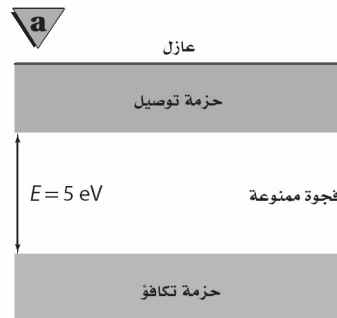 a
عازل
حزمة توصيل
E = 5 eV
فجوة ممنوعة
حزمة تكافؤ